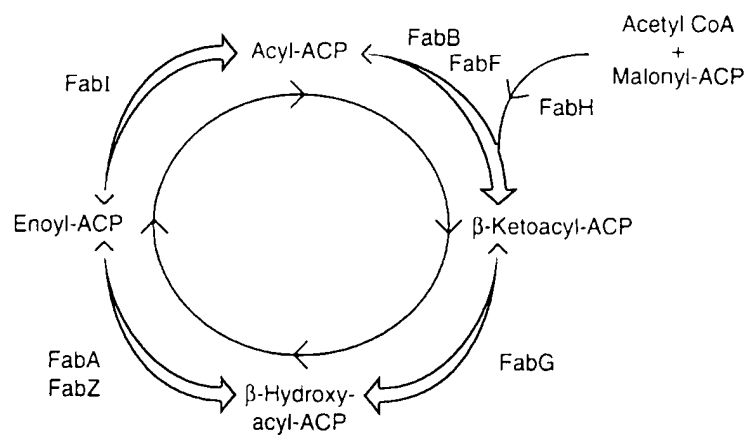 Acetyl CoA
+
Malonyl-ACP
FabB
FabF
FabH
Acyl-ACP
FabI
Enoyl-ACP
β-Ketoacyl-ACP
FabA
FabZ
β-Hydroxy-
acyl-ACP
FabG